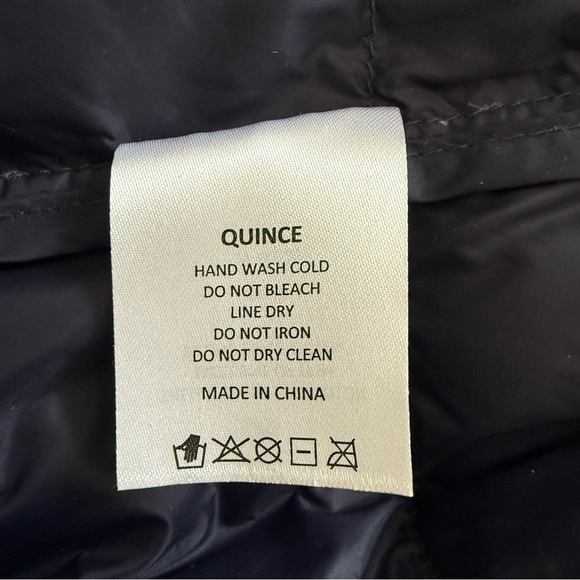 QUINCE
HAND WASH COLD
DO NOT BLEACH
LINE DRY
DO NOT IRON
DO NOT DRY CLEAN
MADE IN CHINA